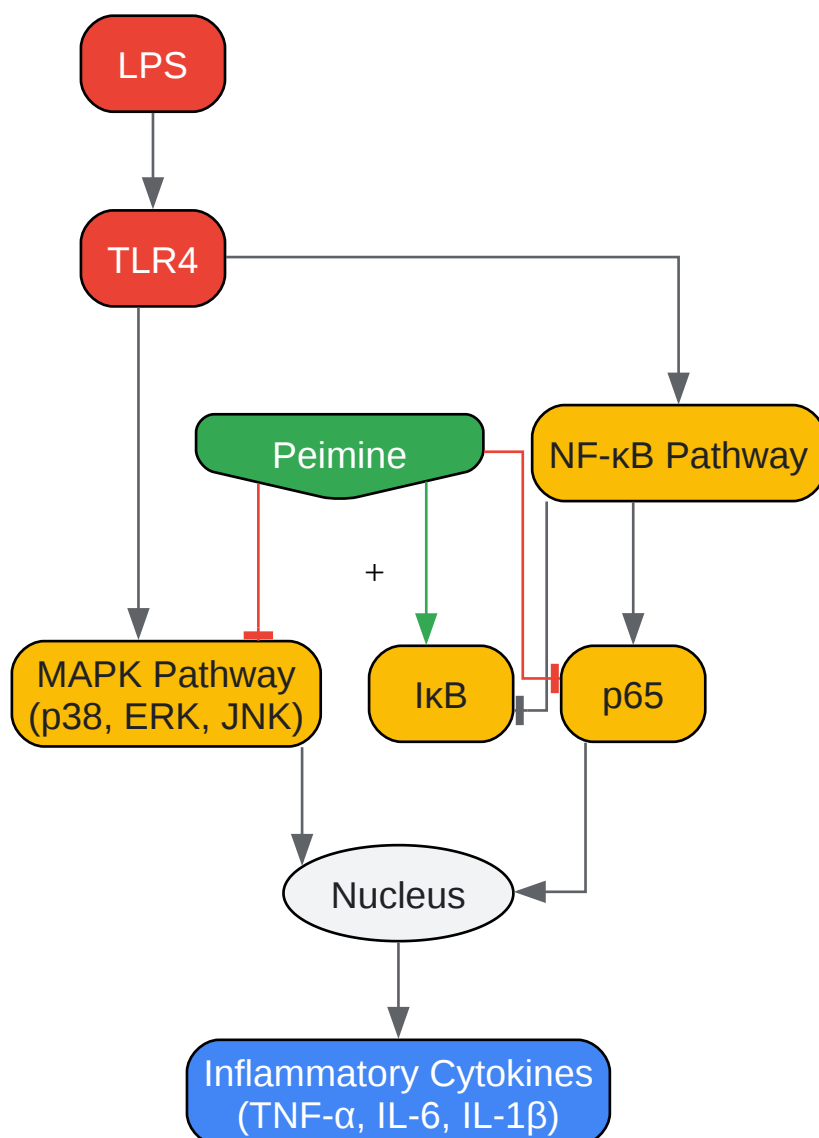 LPS
TLR4
Peimine
NF-κB Pathway
+
MAPK Pathway
(p38, ERK, JNK)
IκB
p65
Nucleus
Inflammatory Cytokines
(TNF-α, IL-6, IL-1β)